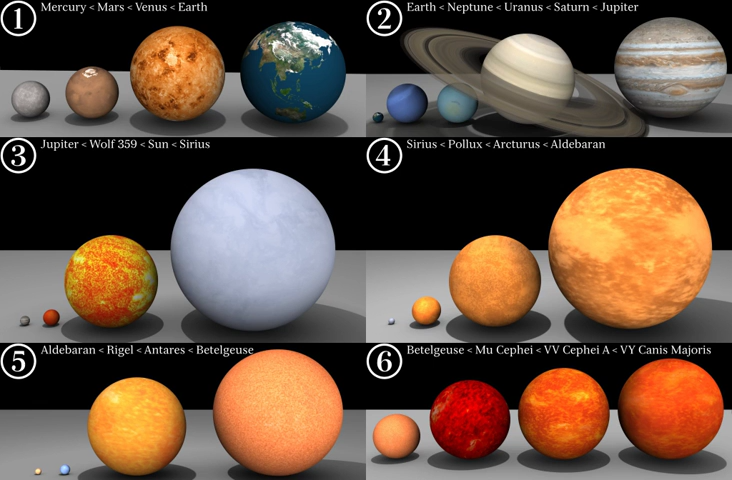 1
Mercury < Mars < Venus < Earth
2
Earth < Neptune < Uranus < Saturn < Jupiter
3
Jupiter < Wolf 359 < Sun < Sirius
4
Sirius < Pollux < Arcturus < Aldebaran
5
Aldebaran < Rigel < Antares < Betelgeuse
6
Betelgeuse < Mu Cephei < VV Cephei A < VY Canis Majoris